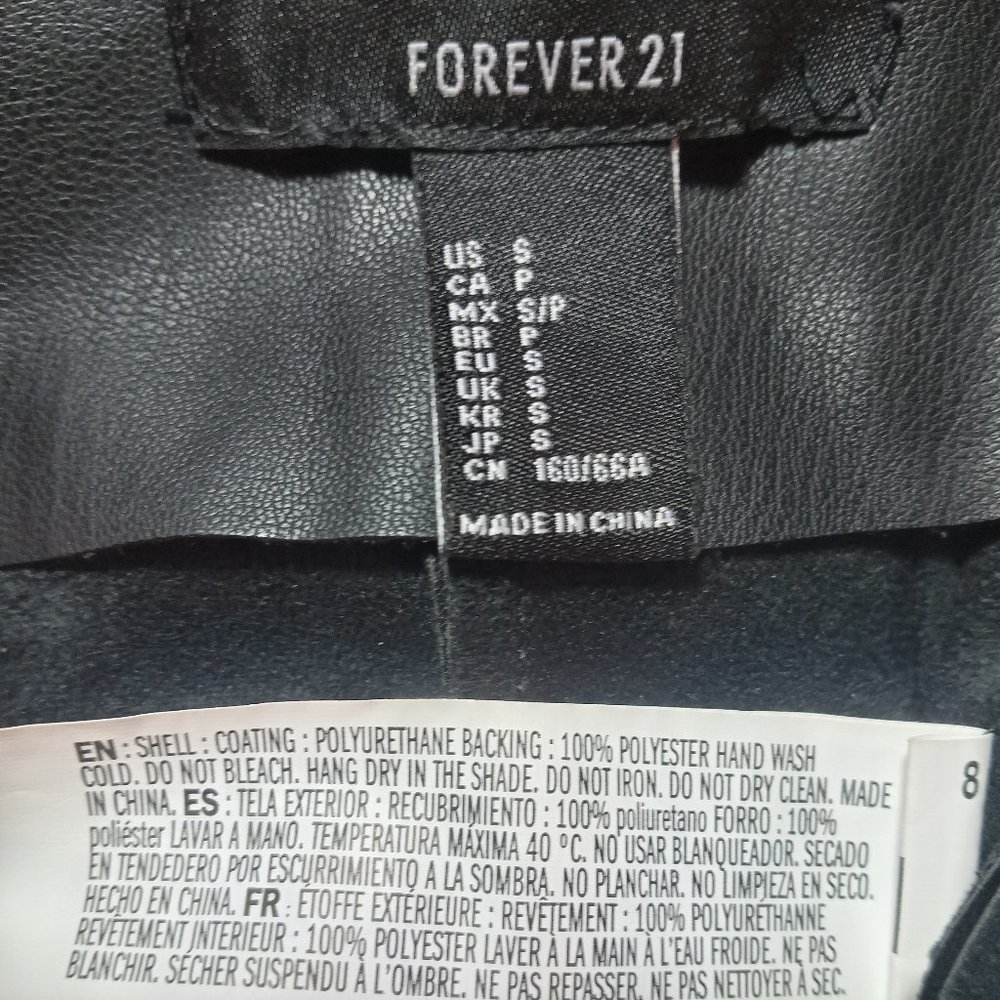 FOREVER 21
US S
CA P
MX S/P
BR P
EU S
UK S
KR S
JP S
CN 160/66A
MADE IN CHINA
EN : SHELL : COATING : POLYURETHANE BACKING : 100% POLYESTER HAND WASH
COLD. DO NOT BLEACH. HANG DRY IN THE SHADE. DO NOT IRON. DO NOT DRY CLEAN. MADE
IN CHINA. ES : TELA EXTERIOR : RECUBRIMIENTO : 100% poliuretano FORRO : 100%
poliéster LAVAR A MANO. TEMPERATURA MÁXIMA 40 °C. NO USAR BLANQUEADOR. SECADO
EN TENDEDERO POR ESCURRIMIENTO A LA SOMBRA. NO PLANCHAR. NO LIMPIEZA EN SECO.
HECHO EN CHINA. FR : ÉTOFFE EXTÉRIEURE : REVÊTEMENT : 100% POLYURÉTHANNE
REVÊTEMENT INTERIEUR : 100% POLYESTER LAVER À LA MAIN À L'EAU FROIDE. NE PAS
BLANCHIR. SÉCHER SUSPENDU À L'OMBRE. NE PAS REPASSER. NE PAS NETTOYER À SEC.
8